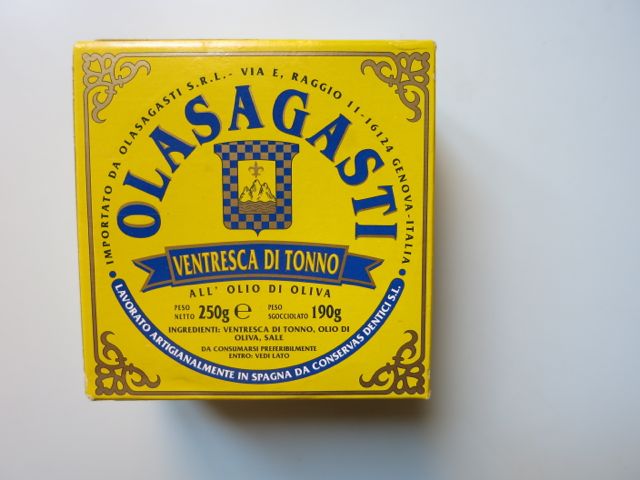 IMPORTATO DA OLASAGASTI S.R.L.- VIA E, RAGGIO 11-16124 GENOVA-ITALIA
OLASAGASTI
VENTRESCA DI TONNO
ALL' OLIO DI OLIVA
PESO NETTO 250g e PESO SGOCCIOLATO 190g
INGREDIENTI: VENTRESCA DI TONNO, OLIO DI
OLIVA, SALE
DA CONSUMARSI PREFERIBILMENTE
ENTRO: VEDI LATO
LAVORATO ARTIGIANALMENTE IN SPAGNA DA CONSERVAS DENTICI S.L.